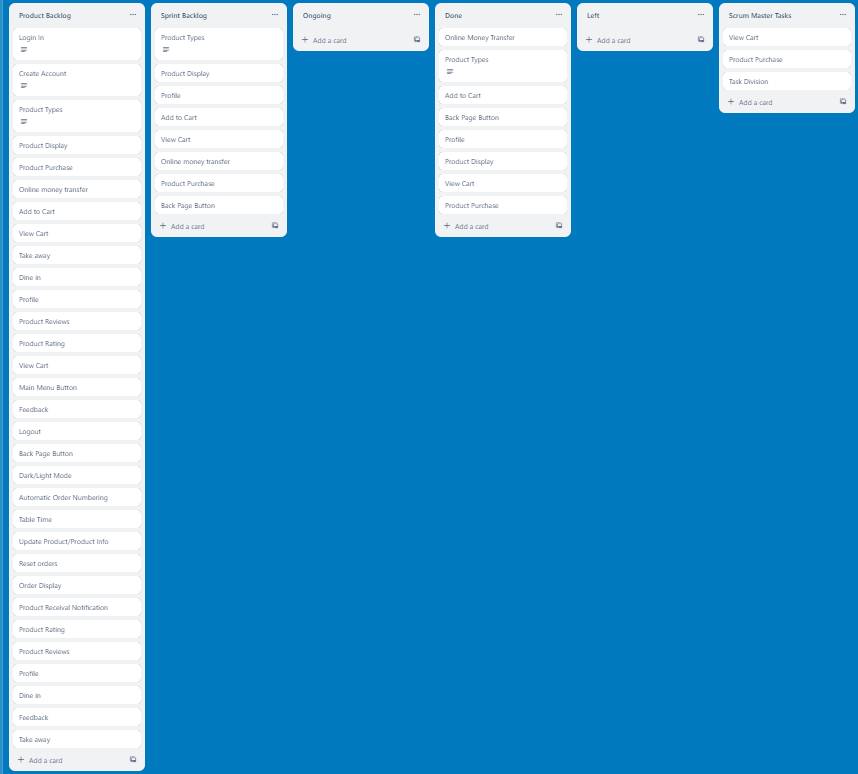 Product Backlog
Login In
Create Account
Product Types
Product Display
Product Purchase
Online money transfer
Add to Cart
View Cart
Take away
Dine in
Profile
Product Reviews
Product Rating
View Cart
Main Menu Button
Feedback
Logout
Back Page Button
Dark/Light Mode
Automatic Order Numbering
Table Time
Update Product/Product Info
Reset orders
Order Display
Product Receival Notification
Product Rating
Product Reviews
Profile
Dine in
Feedback
Take away
Add a card
Sprint Backlog
Product Types
Product Display
Profile
Add to Cart
View Cart
Online money transfer
Product Purchase
Back Page Button
Add a card
Ongoing
Add a card
Done
Online Money Transfer
Product Types
Add to Cart
Back Page Button
Profile
Product Display
View Cart
Product Purchase
Add a card
Left
Add a card
Scrum Master Tasks
View Cart
Product Purchase
Task Division
Add a card